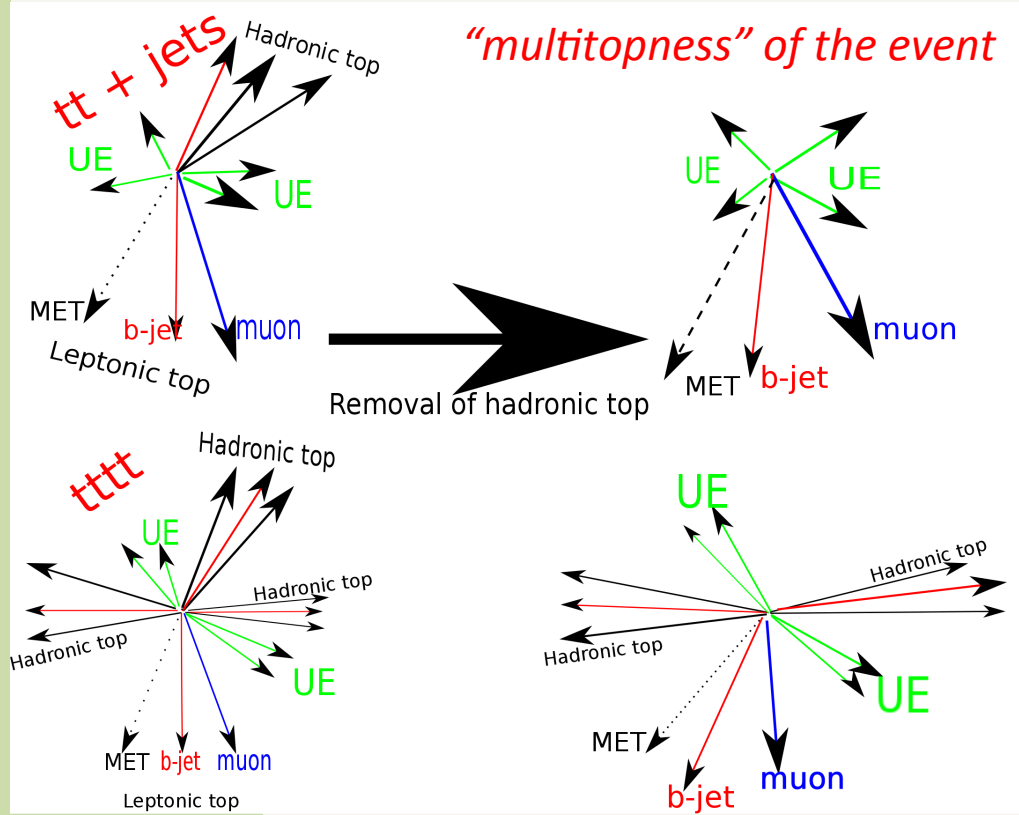 “multitopness” of the event
tt + jets
Hadronic top
UE
UE
MET
b-jet
muon
Leptonic top
UE
UE
MET
b-jet
muon
Removal of hadronic top
tttt
Hadronic top
UE
Hadronic top
Hadronic top
UE
MET
b-jet
muon
Leptonic top
UE
Hadronic top
Hadronic top
UE
MET
b-jet
muon